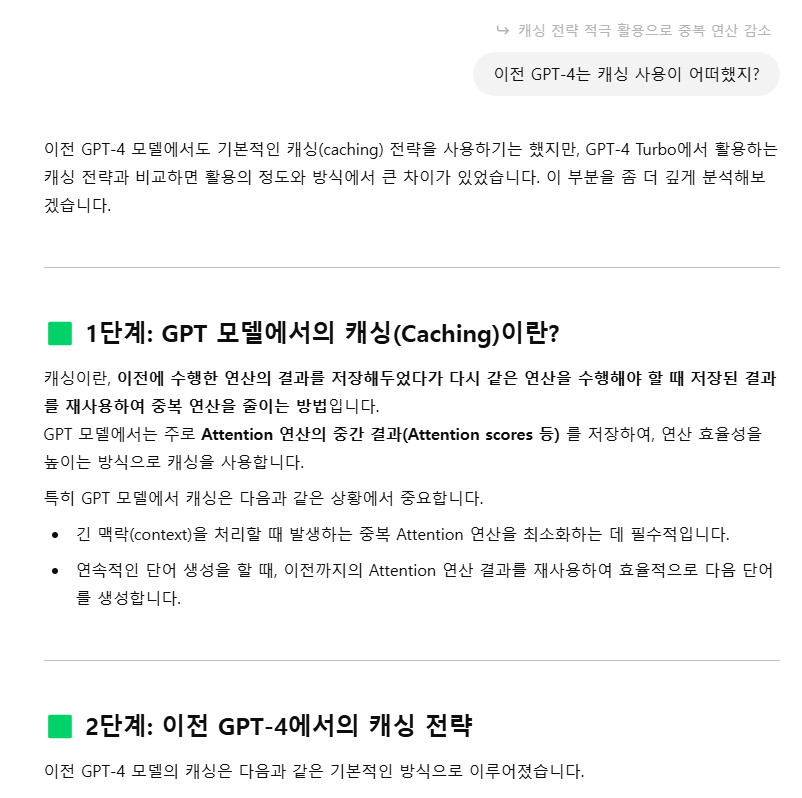 캐싱 전략 적극 활용으로 중복 연산 감소
이전 GPT-4는 캐싱 사용이 어떠했지?
이전 GPT-4 모델에서도 기본적인 캐싱(caching) 전략을 사용하기는 했지만, GPT-4 Turbo에서 활용하는
캐싱 전략과 비교하면 활용의 정도와 방식에서 큰 차이가 있었습니다. 이 부분을 좀 더 깊게 분석해보
겠습니다.
1단계: GPT 모델에서의 캐싱(Caching)이란?
캐싱이란, 이전에 수행한 연산의 결과를 저장해두었다가 다시 같은 연산을 수행해야 할 때 저장된 결과
를 재사용하여 중복 연산을 줄이는 방법입니다.
GPT 모델에서는 주로 Attention 연산의 중간 결과(Attention scores 등) 를 저장하여, 연산 효율성을
높이는 방식으로 캐싱을 사용합니다.
특히 GPT 모델에서 캐싱은 다음과 같은 상황에서 중요합니다.
• 긴 맥락(context)을 처리할 때 발생하는 중복 Attention 연산을 최소화하는 데 필수적입니다.
• 연속적인 단어 생성을 할 때, 이전까지의 Attention 연산 결과를 재사용하여 효율적으로 다음 단어
를 생성합니다.
2단계: 이전 GPT-4에서의 캐싱 전략
이전 GPT-4 모델의 캐싱은 다음과 같은 기본적인 방식으로 이루어졌습니다.